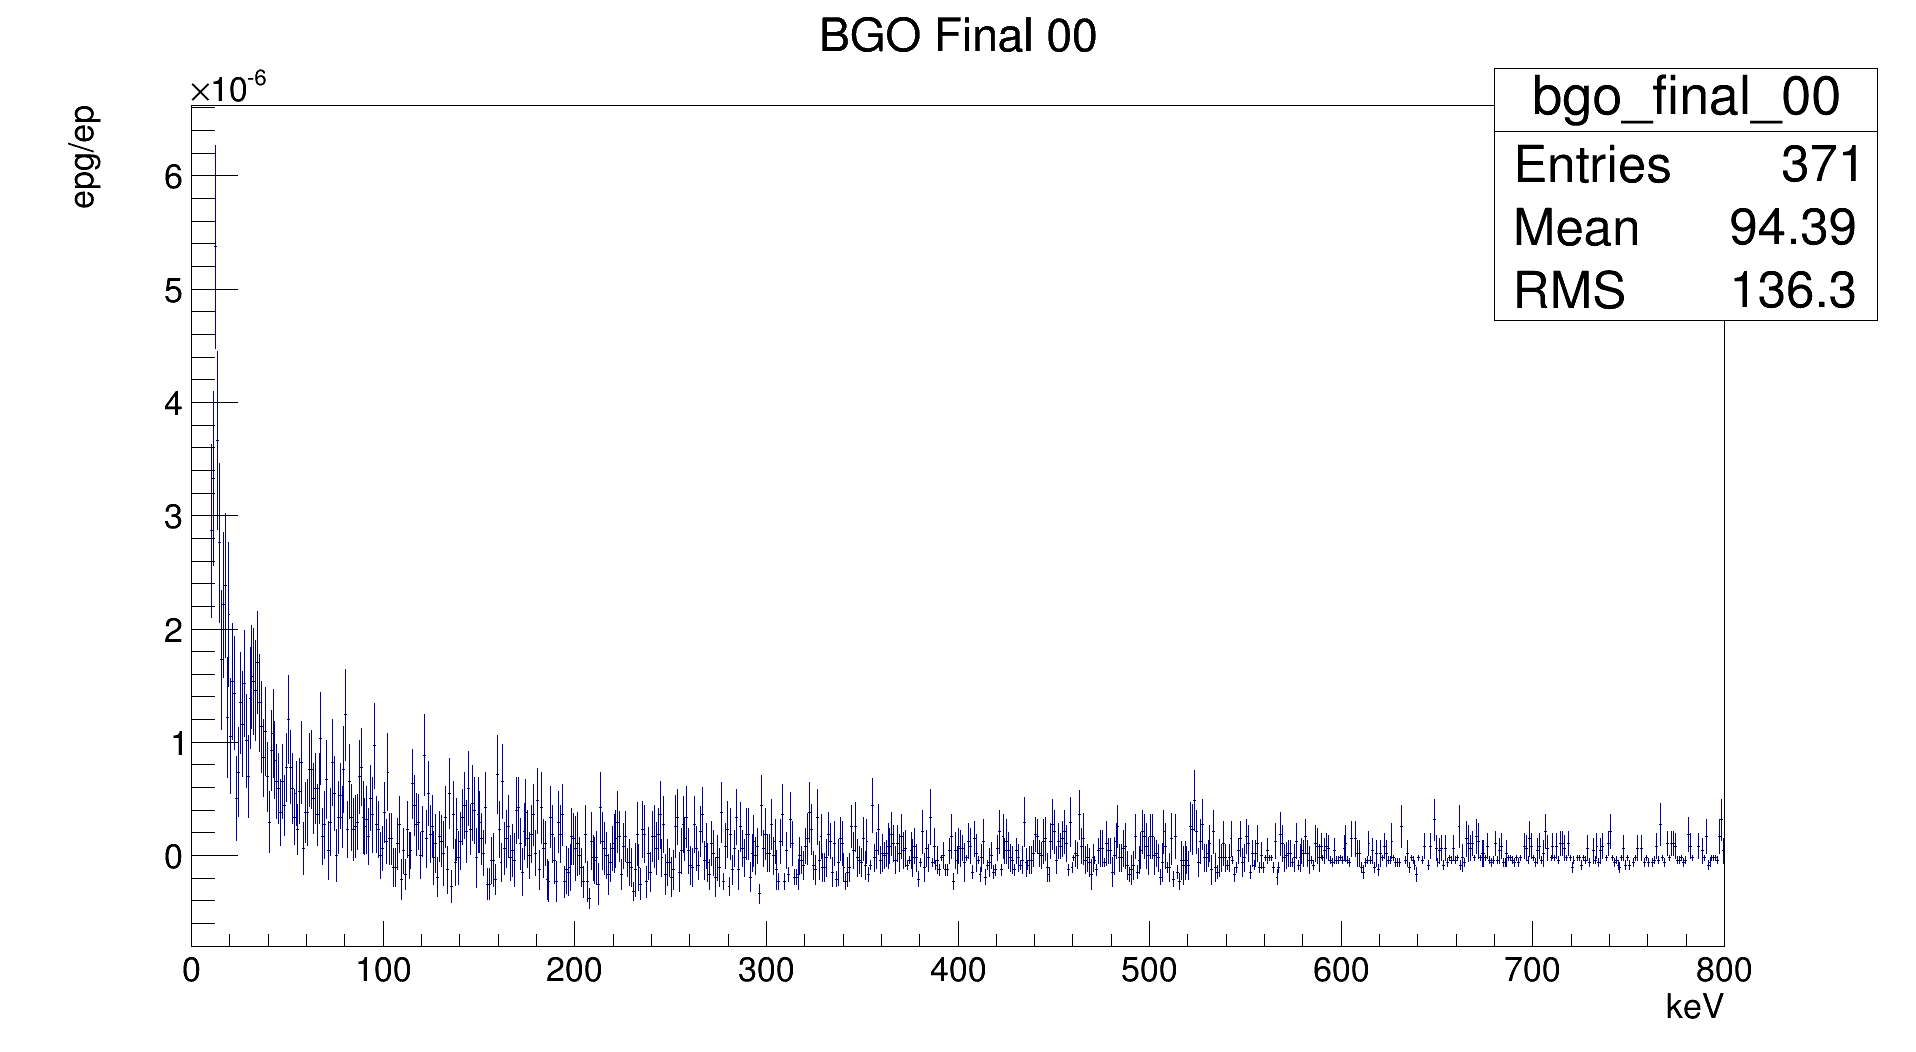 BGO Final 00
×10-6
epg/ep
bgo_final_00
Entries 371
Mean 94.39
RMS 136.3
6
5
4
3
2
1
0
0 100 200 300 400 500 600 700 800
keV